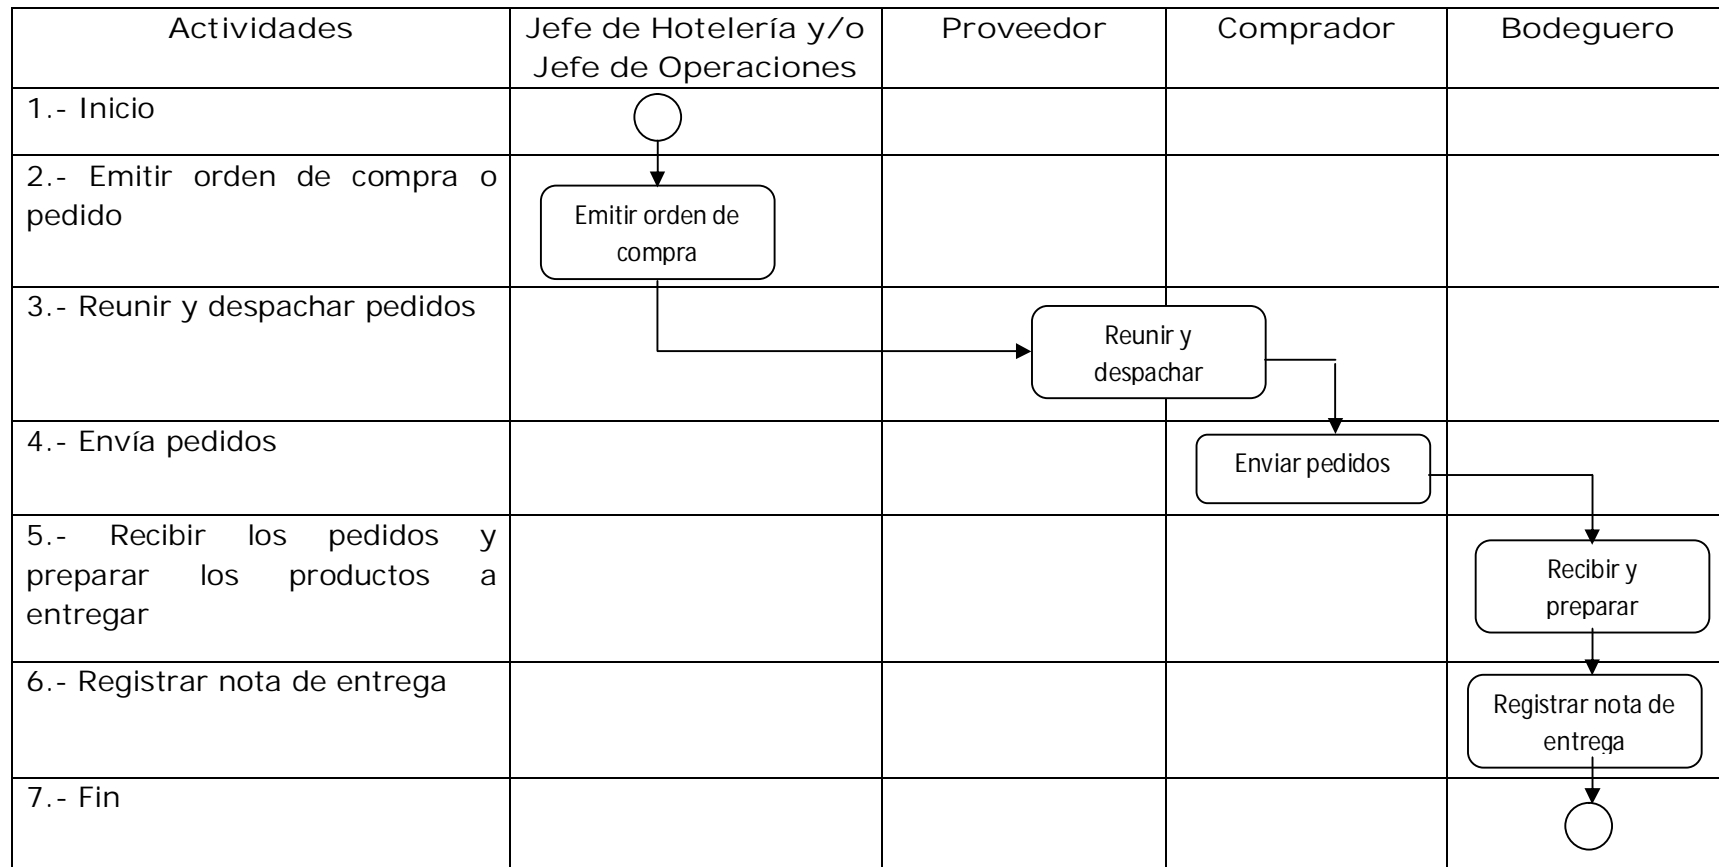 Actividades
Jefe de Hotelería y/o
Jefe de Operaciones
Proveedor
Comprador
Bodeguero
1.- Inicio
2.- Emitir orden de compra o
pedido
Emitir orden de
compra
3.- Reunir y despachar pedidos
Reunir y
despachar
4.- Envía pedidos
Enviar pedidos
5.- Recibir los pedidos y
preparar los productos a
entregar
Recibir y
preparar
6.- Registrar nota de entrega
Registrar nota de
entrega
7.- Fin